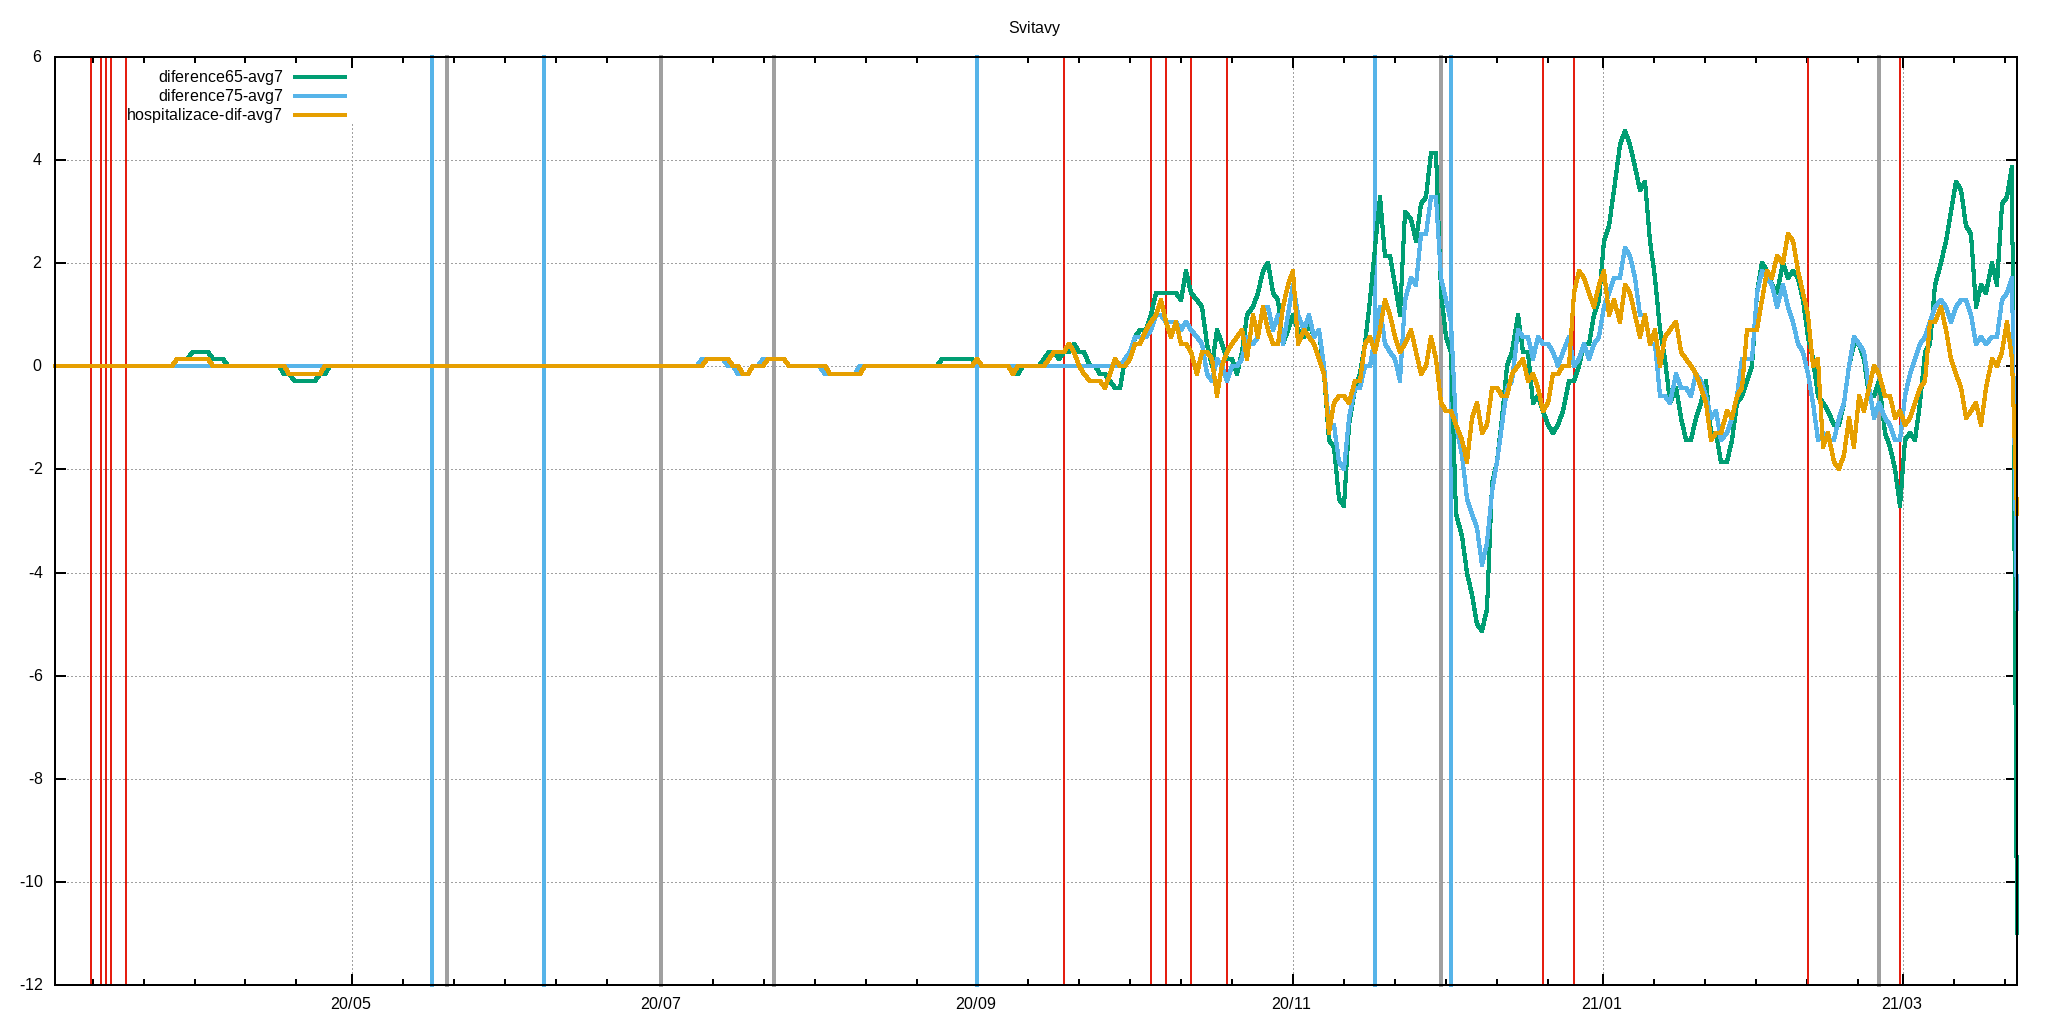 Svitavy
6
diference65-avg7
diference75-avg7
hospitalizace-dif-avg7
4
2
0
-2
-4
-6
-8
-10
-12
20/05 20/07 20/09 20/11 21/01 21/03